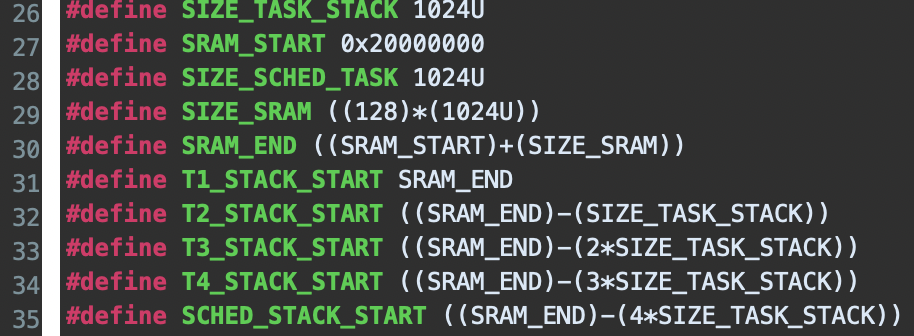 26 #define SIZE_TASK_STACK 1024U
27 #define SRAM_START 0x20000000
28 #define SIZE_SCHED_TASK 1024U
29 #define SIZE_SRAM ((128)*(1024U))
30 #define SRAM_END ((SRAM_START)+(SIZE_SRAM))
31 #define T1_STACK_START SRAM_END
32 #define T2_STACK_START ((SRAM_END)-(SIZE_TASK_STACK))
33 #define T3_STACK_START ((SRAM_END)-(2*SIZE_TASK_STACK))
34 #define T4_STACK_START ((SRAM_END)-(3*SIZE_TASK_STACK))
35 #define SCHED_STACK_START ((SRAM_END)-(4*SIZE_TASK_STACK))